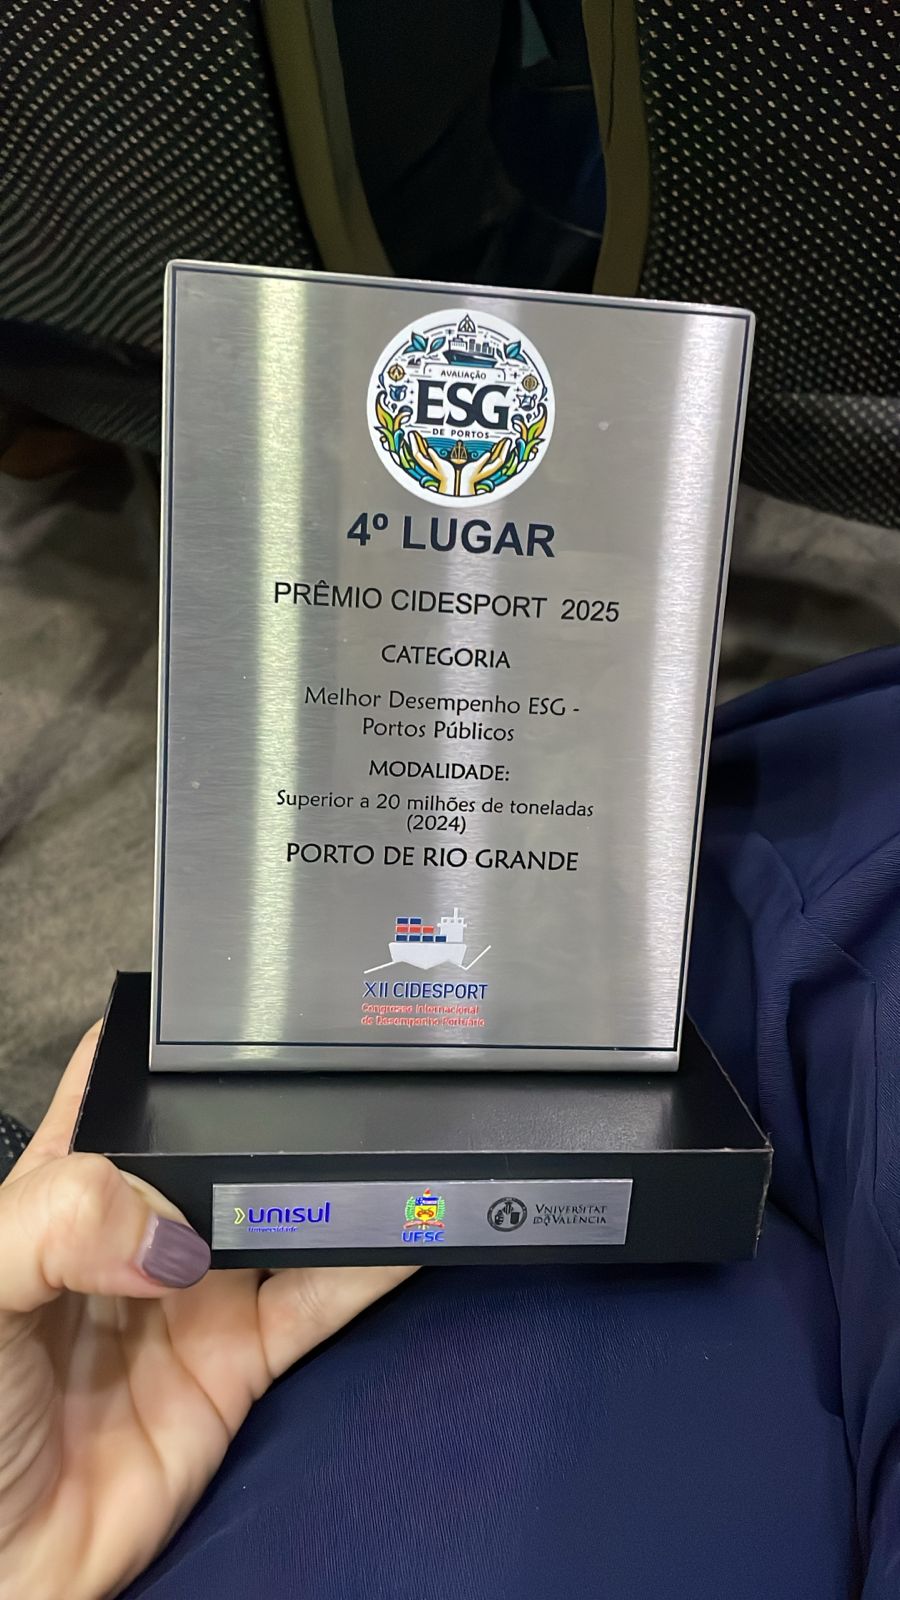 AVALIAÇÃO
ESG
DE PORTOS
4º LUGAR
PRÊMIO CIDESPORT 2025
CATEGORIA
Melhor Desempenho ESG -
Portos Públicos
MODALIDADE:
Superior a 20 milhões de toneladas
(2024)
PORTO DE RIO GRANDE
XII CIDESPORT
Congresso Internacional
de Desempenho Portuário
unisul
Universidade
UFSC
VNIVERSITAT
DE VALÈNCIA